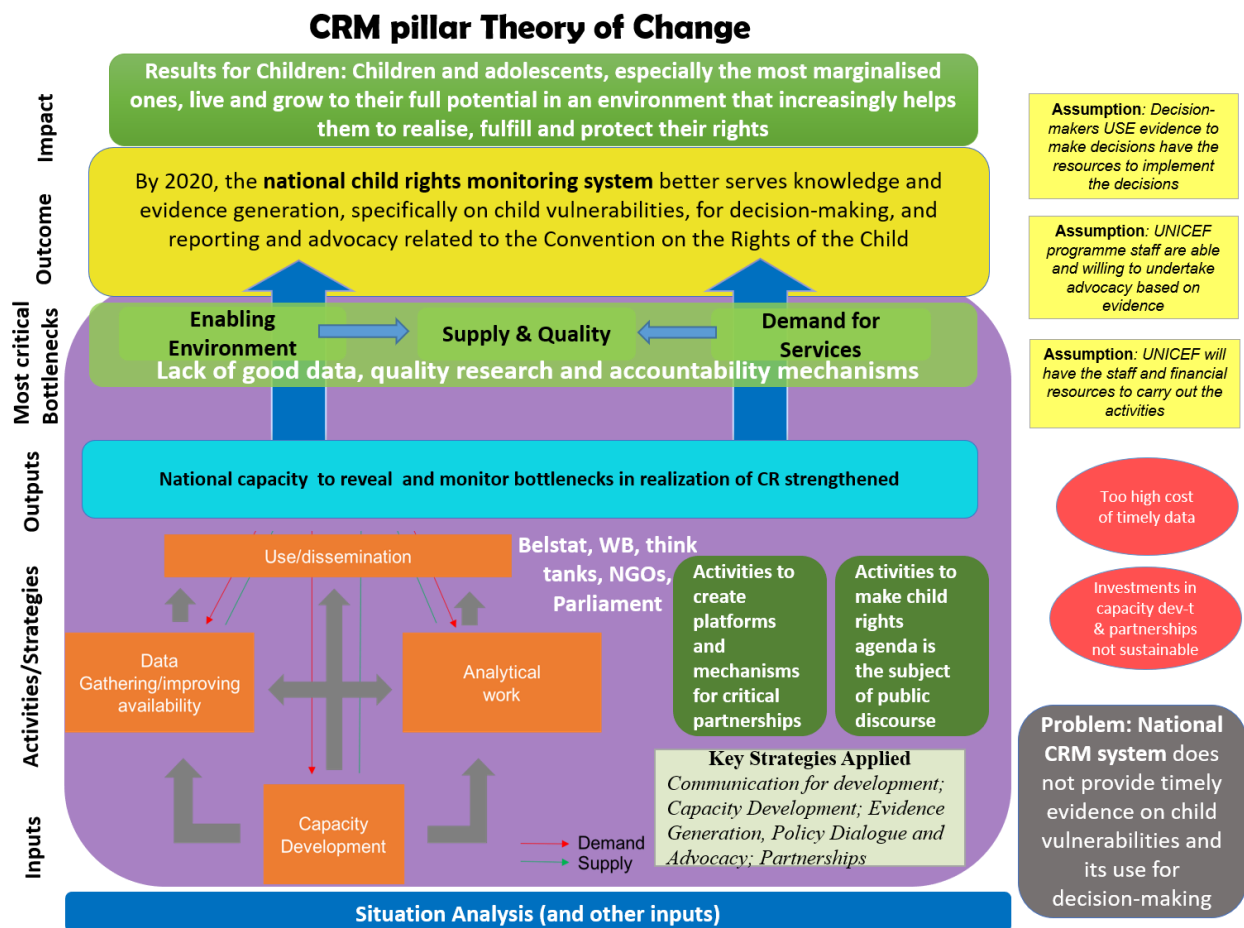 CRM pillar Theory of Change
Impact
Results for Children: Children and adolescents, especially the most marginalised
ones, live and grow to their full potential in an environment that increasingly helps
them to realise, fulfill and protect their rights
Outcome
By 2020, the national child rights monitoring system better serves knowledge and
evidence generation, specifically on child vulnerabilities, for decision-making, and
reporting and advocacy related to the Convention on the Rights of the Child
Most critical
Bottlenecks
Enabling
Environment
Supply & Quality
Demand for
Services
Lack of good data, quality research and accountability mechanisms
Outputs
National capacity to reveal and monitor bottlenecks in realization of CR strengthened
Activities/Strategies
Use/dissemination
Data
Gathering/improving
availability
Analytical
work
Belstat, WB, think
tanks, NGOs,
Parliament
Activities to
create
platforms
and
mechanisms
for critical
partnerships
Activities to
make child
rights
agenda is
the subject
of public
discourse
Inputs
Capacity
Development
Demand
Supply
Key Strategies Applied
Communication for development;
Capacity Development; Evidence
Generation, Policy Dialogue and
Advocacy; Partnerships
Situation Analysis (and other inputs)
Assumption: Decision-
makers USE evidence to
make decisions have the
resources to implement
the decisions
Assumption: UNICEF
programme staff are able
and willing to undertake
advocacy based on
evidence
Assumption: UNICEF will
have the staff and financial
resources to carry out the
activities
Too high cost
of timely data
Investments in
capacity dev-t
& partnerships
not sustainable
Problem: National
CRM system does
not provide timely
evidence on child
vulnerabilities and
its use for
decision-making